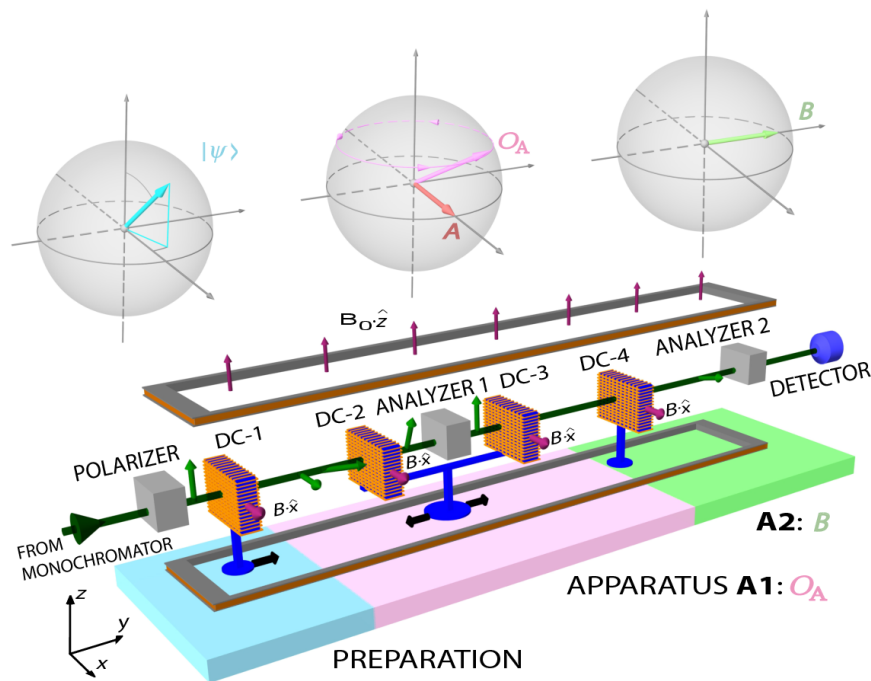 |ψ⟩
O_A
A
B
B₀·ẑ
ANALYZER 2
DC-4
DETECTOR
DC-3
ANALYZER 1
DC-2
DC-1
POLARIZER
B·x̂
B·x̂
B·x̂
B·x̂
FROM
MONOCHROMATOR
A2: B
APPARATUS A1: O_A
PREPARATION
z
y
x